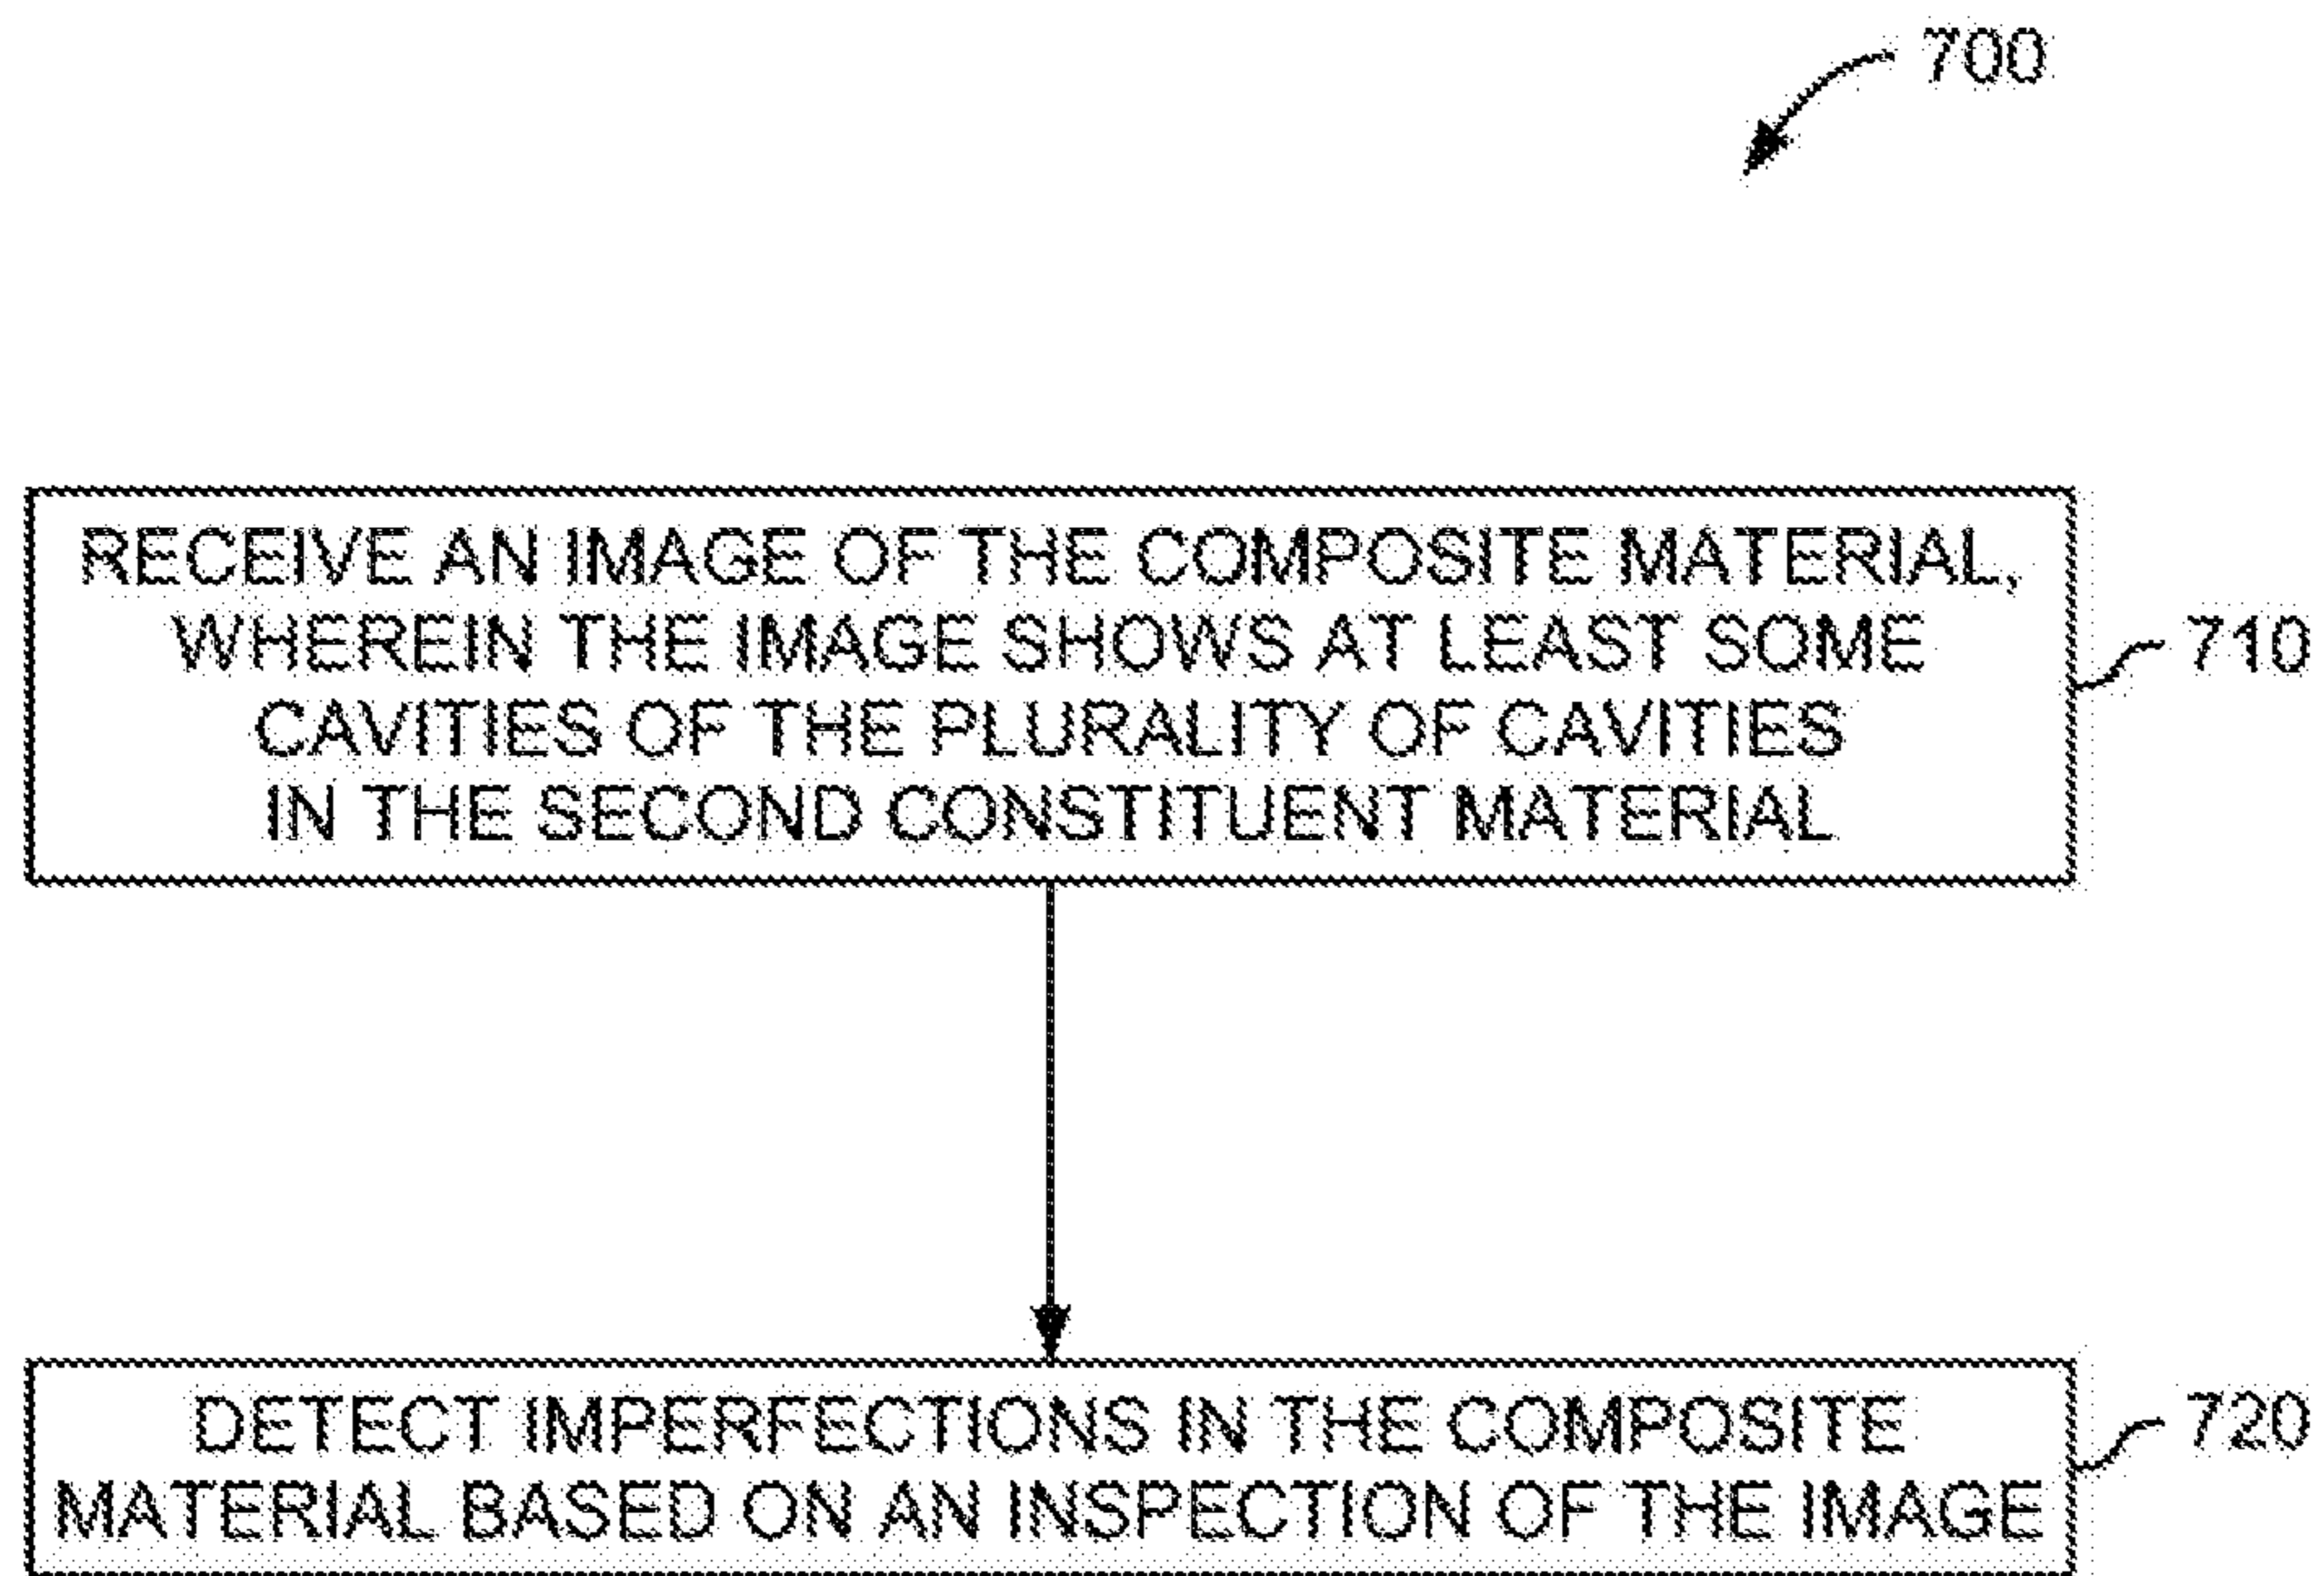 700
RECEIVE AN IMAGE OF THE COMPOSITE MATERIAL,
WHEREIN THE IMAGE SHOWS AT LEAST SOME
CAVITIES OF THE PLURALITY OF CAVITIES
IN THE SECOND CONSTITUENT MATERIAL
710
DETECT IMPERFECTIONS IN THE COMPOSITE
MATERIAL BASED ON AN INSPECTION OF THE IMAGE
720